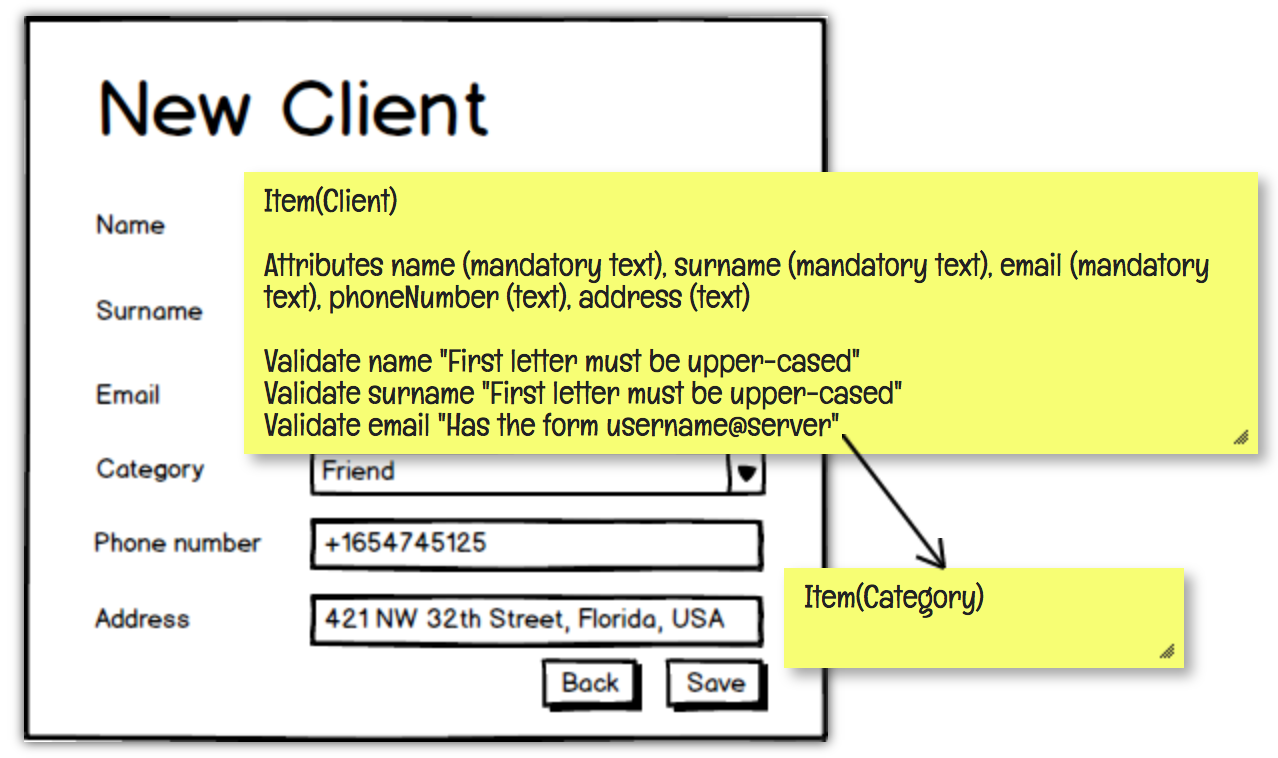 New Client
Name
Item(Client)
Attributes name (mandatory text), surname (mandatory text), email (mandatory
text), phoneNumber (text), address (text)
Surname
Validate name "First letter must be upper-cased"
Validate surname "First letter must be upper-cased"
Email
Validate email "Has the form username@server"
Category
Friend
Phone number
+1654745125
Item(Category)
Address
421 NW 32th Street, Florida, USA
Back
Save